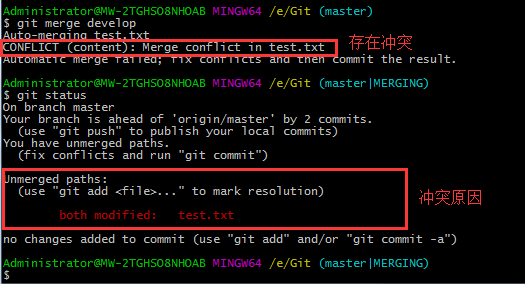 Administrator@MW-2TGHSO8NHOAB MINGW64 /e/Git (master)
$ git merge develop
Auto-merging test.txt
CONFLICT (content): Merge conflict in test.txt
存在冲突
Automatic merge failed; fix conflicts and then commit the result.
Administrator@MW-2TGHSO8NHOAB MINGW64 /e/Git (master|MERGING)
$ git status
On branch master
Your branch is ahead of 'origin/master' by 2 commits.
(use "git push" to publish your local commits)
You have unmerged paths.
(fix conflicts and run "git commit")
Unmerged paths:
(use "git add <file>..." to mark resolution)
冲突原因
both modified: test.txt
no changes added to commit (use "git add" and/or "git commit -a")
Administrator@MW-2TGHSO8NHOAB MINGW64 /e/Git (master|MERGING)
$